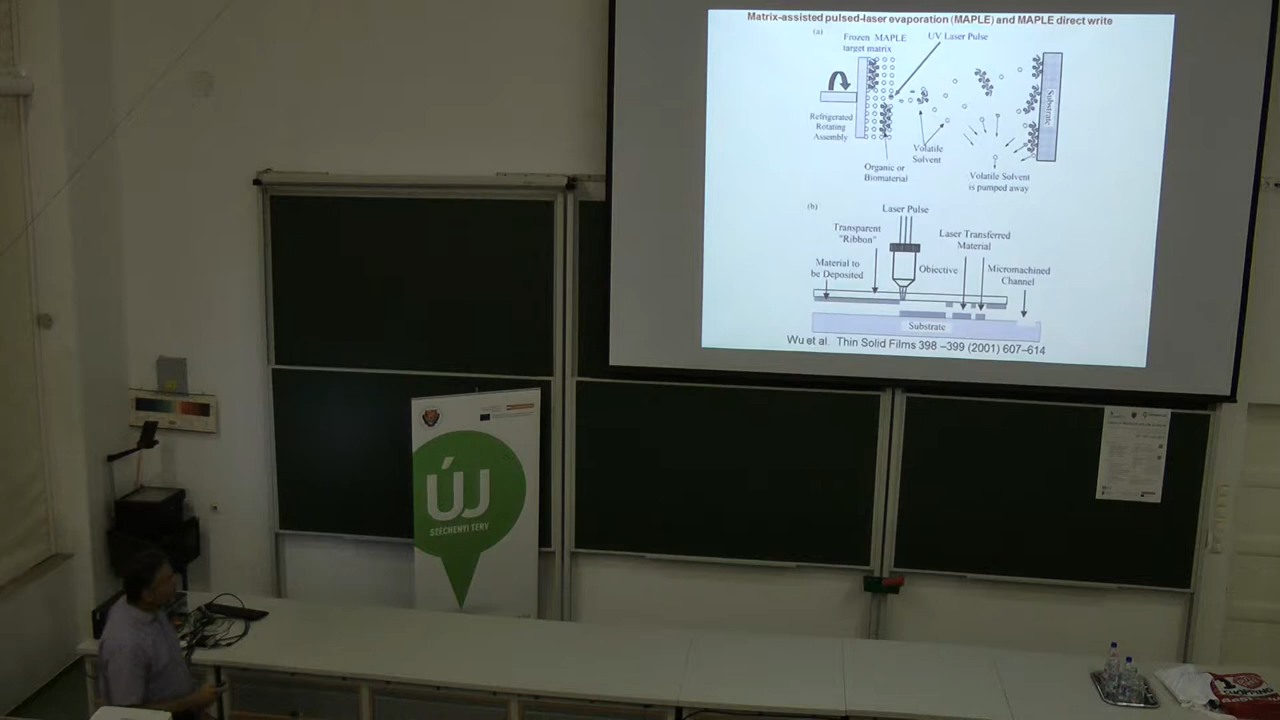 Matrix-assisted pulsed-laser evaporation (MAPLE) and MAPLE direct write
(a)
Frozen MAPLE
target matrix
UV Laser Pulse
Refrigerated
Rotating
Assembly
Substrate
Volatile
Solvent
Organic or
Biomaterial
Volatile Solvent
is pumped away
(b)
Laser Pulse
Transparent
"Ribbon"
Laser Transferred
Material
Material to
be Deposited
Objective
Micromachined
Channel
Substrate
Wu et al. Thin Solid Films 398 –399 (2001) 607–614
ÚJ
SZÉCHENYI TERV
I
SHOPPING